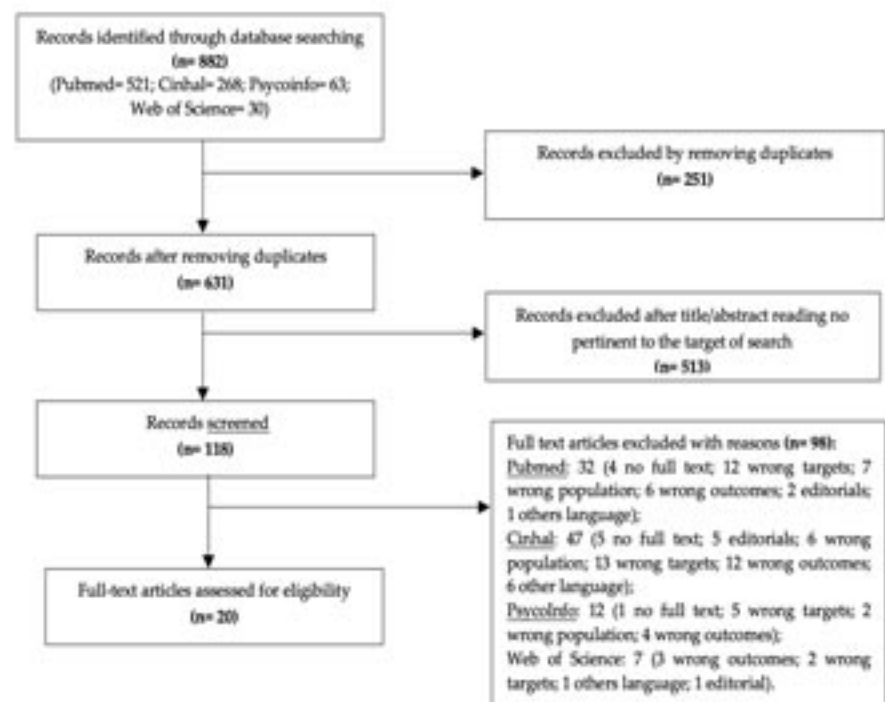 Records identified through database searching
(n= 882)
(Pubmed= 521; Cinhal= 268; Psycoinfo= 63;
Web of Science= 30)
Records excluded by removing duplicates
(n= 251)
Records after removing duplicates
(n= 631)
Records excluded after title/abstract reading no
pertinent to the target of search
(n= 513)
Records screened
(n= 118)
Full text articles excluded with reasons (n= 98):
Pubmed: 32 (4 no full text; 12 wrong targets; 7
wrong population; 6 wrong outcomes; 2 editorials;
1 others language);
Cinhal: 47 (5 no full text; 5 editorials; 6 wrong
population; 13 wrong targets; 12 wrong outcomes;
6 other language);
PsycoInfo: 12 (1 no full text; 5 wrong targets; 2
wrong population; 4 wrong outcomes);
Web of Science: 7 (3 wrong outcomes; 2 wrong
targets; 1 others language; 1 editorial).
Full-text articles assessed for eligibility
(n= 20)